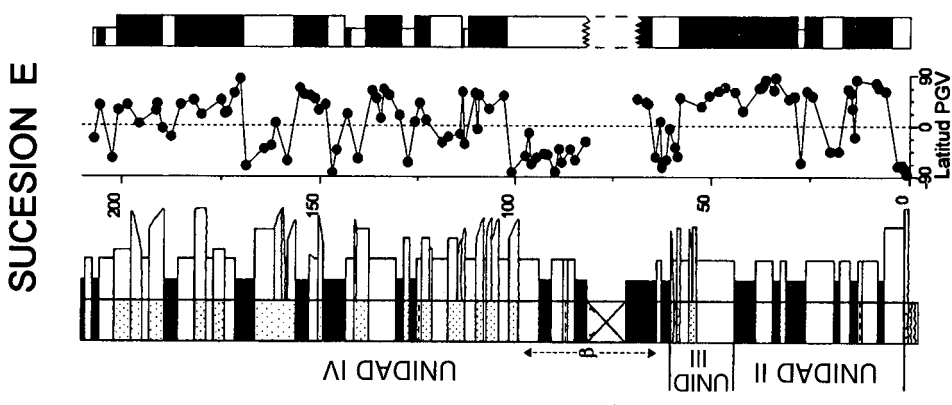 SUCESION E
90
0
-90
Latitud PGV
200
150
100
50
0
β
UNIDAD IV
UNID
III
UNIDAD II